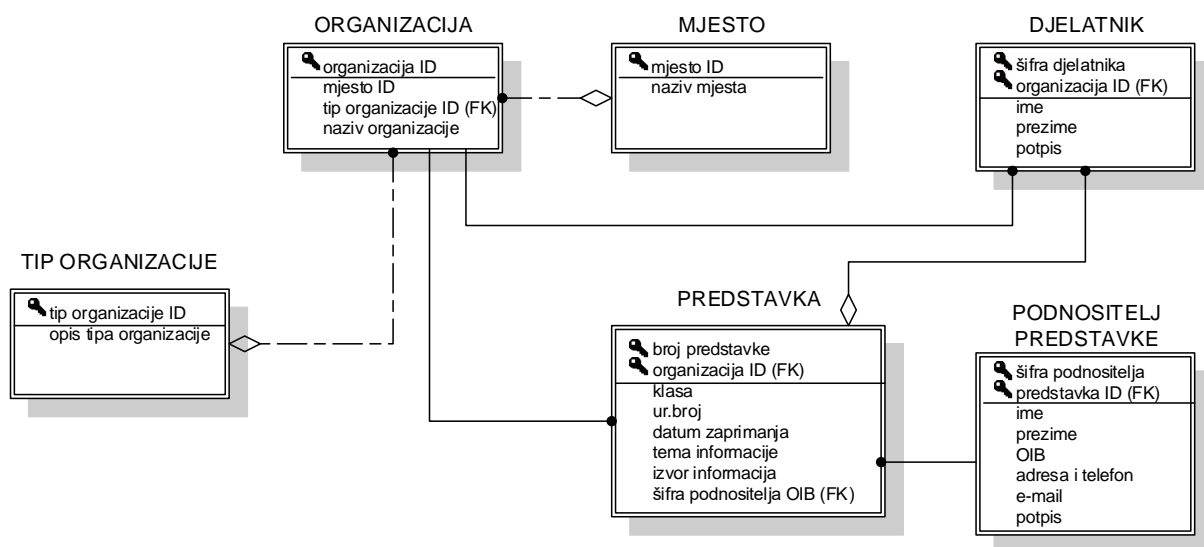 ORGANIZACIJA
organizacija ID
mjesto ID
tip organizacije ID (FK)
naziv organizacije
MJESTO
mjesto ID
naziv mjesta
DJELATNIK
šifra djelatnika
organizacija ID (FK)
ime
prezime
potpis
TIP ORGANIZACIJE
tip organizacije ID
opis tipa organizacije
PREDSTAVKA
broj predstavke
organizacija ID (FK)
klasa
ur.broj
datum zaprimanja
tema informacije
izvor informacija
šifra podnositelja OIB (FK)
PODNOSITELJ
PREDSTAVKE
šifra podnositelja
predstavka ID (FK)
ime
prezime
OIB
adresa i telefon
e-mail
potpis